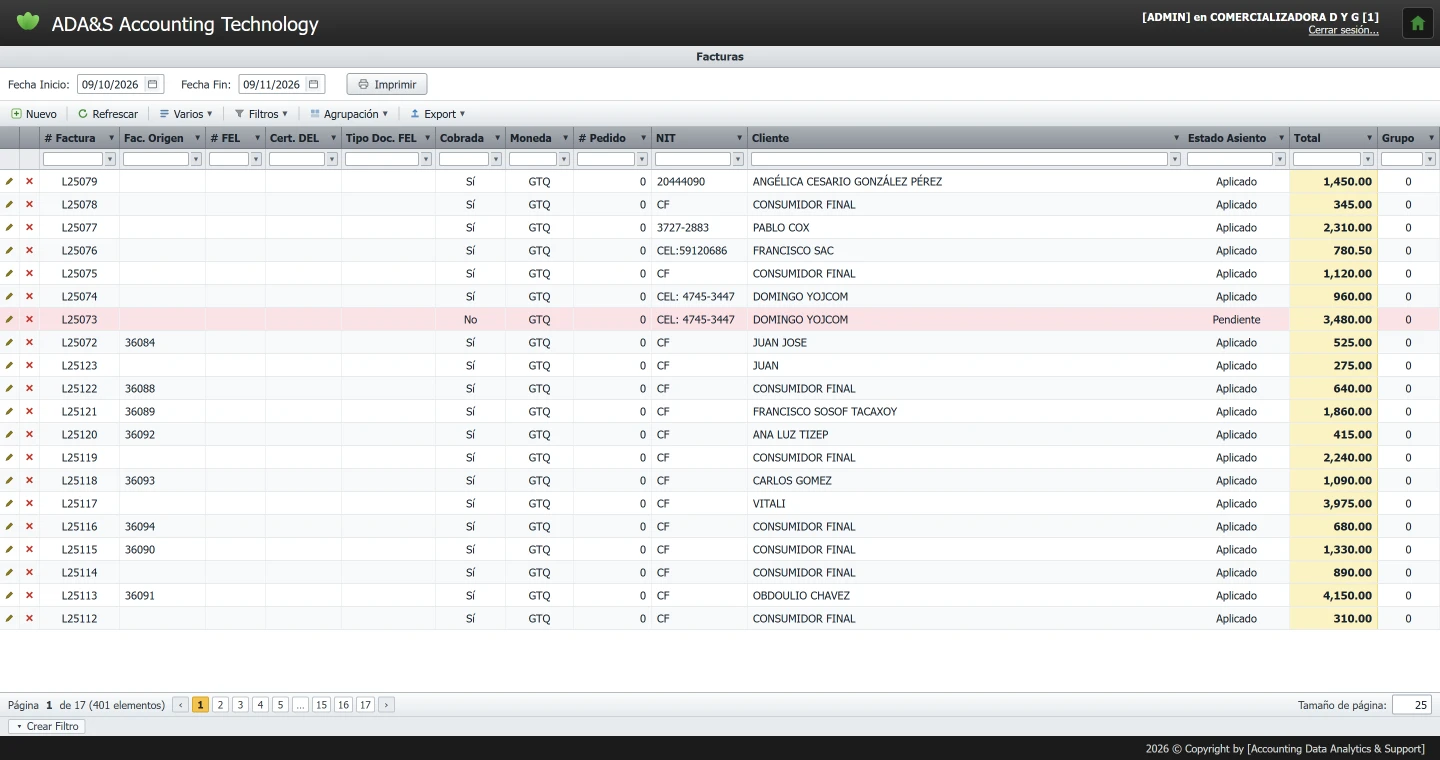 ADA&S Accounting Technology
[ADMIN] en COMERCIALIZADORA D Y G [1]
Cerrar sesión...
Facturas
Fecha Inicio: 09/10/2026 Fecha Fin: 09/11/2026 Imprimir
Nuevo Refrescar Varios Filtros Agrupación Export
# Factura Fac. Origen # FEL Cert. DEL Tipo Doc. FEL Cobrada Moneda # Pedido NIT Cliente Estado Asiento Total Grupo
L25079 Sí GTQ 0 20444090 ANGÉLICA CESARIO GONZÁLEZ PÉREZ Aplicado 1,450.00 0
L25078 Sí GTQ 0 CF CONSUMIDOR FINAL Aplicado 345.00 0
L25077 Sí GTQ 0 3727-2883 PABLO COX Aplicado 2,310.00 0
L25076 Sí GTQ 0 CEL:59120686 FRANCISCO SAC Aplicado 780.50 0
L25075 Sí GTQ 0 CF CONSUMIDOR FINAL Aplicado 1,120.00 0
L25074 Sí GTQ 0 CEL: 4745-3447 DOMINGO YOJCOM Aplicado 960.00 0
L25073 No GTQ 0 CEL: 4745-3447 DOMINGO YOJCOM Pendiente 3,480.00 0
L25072 36084 Sí GTQ 0 CF JUAN JOSE Aplicado 525.00 0
L25123 Sí GTQ 0 CF JUAN Aplicado 275.00 0
L25122 36088 Sí GTQ 0 CF CONSUMIDOR FINAL Aplicado 640.00 0
L25121 36089 Sí GTQ 0 CF FRANCISCO SOSOF TACAXOY Aplicado 1,860.00 0
L25120 36092 Sí GTQ 0 CF ANA LUZ TIZEP Aplicado 415.00 0
L25119 Sí GTQ 0 CF CONSUMIDOR FINAL Aplicado 2,240.00 0
L25118 36093 Sí GTQ 0 CF CARLOS GOMEZ Aplicado 1,090.00 0
L25117 Sí GTQ 0 CF VITALI Aplicado 3,975.00 0
L25116 36094 Sí GTQ 0 CF CONSUMIDOR FINAL Aplicado 680.00 0
L25115 36090 Sí GTQ 0 CF CONSUMIDOR FINAL Aplicado 1,330.00 0
L25114 Sí GTQ 0 CF CONSUMIDOR FINAL Aplicado 890.00 0
L25113 36091 Sí GTQ 0 CF OBDOULIO CHAVEZ Aplicado 4,150.00 0
L25112 Sí GTQ 0 CF CONSUMIDOR FINAL Aplicado 310.00 0
Página 1 de 17 (401 elementos) ‹ 1 2 3 4 5 ... 15 16 17 › Tamaño de página: 25
Crear Filtro
2026 © Copyright by [Accounting Data Analytics & Support]